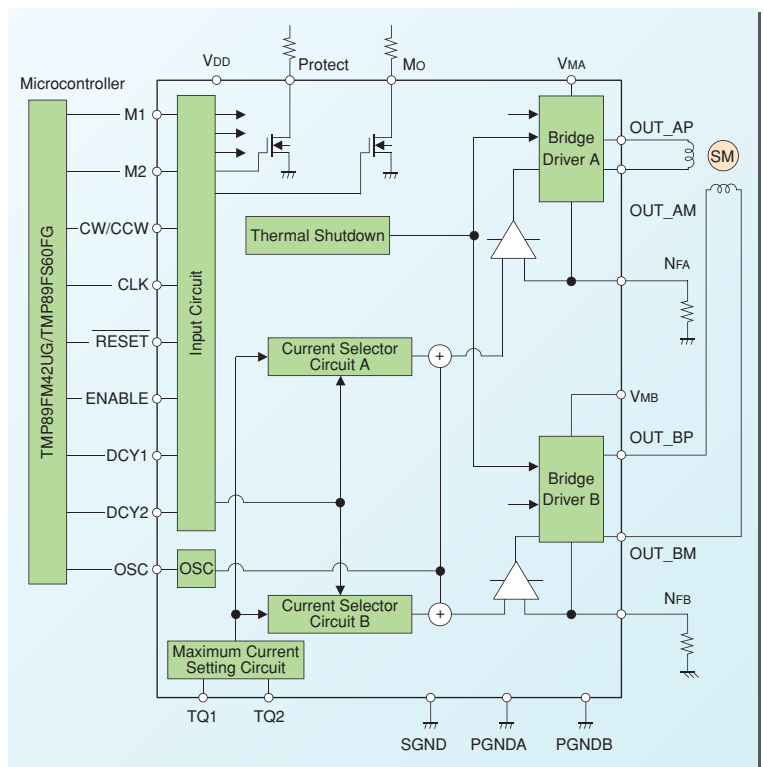 VDD
Protect
MO
VMA
Microcontroller
M1
M2
CW/CCW
CLK
RESET
ENABLE
DCY1
DCY2
OSC
TMP89FM42UG/TMP89FS60FG
Input Circuit
OSC
Thermal Shutdown
Bridge
Driver A
OUT_AP
SM
OUT_AM
NFA
Current Selector
Circuit A
+
VMB
OUT_BP
Bridge
Driver B
OUT_BM
Current Selector
Circuit B
+
NFB
Maximum Current
Setting Circuit
TQ1
TQ2
SGND
PGNDA
PGNDB